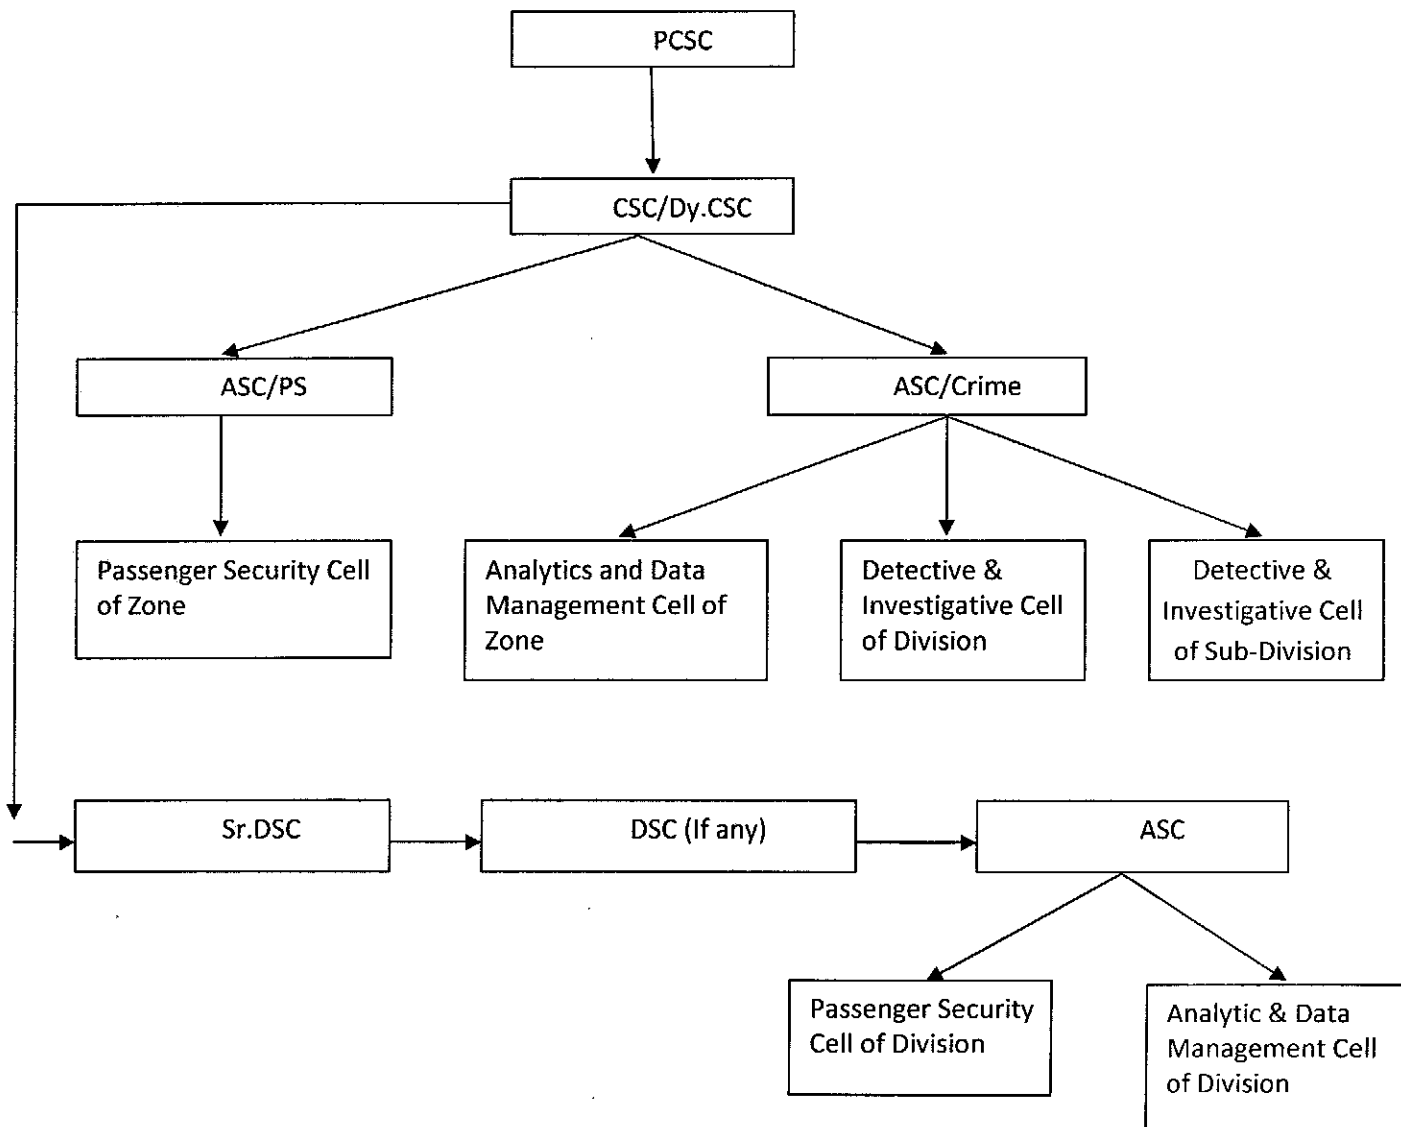 PCSC
CSC/Dy.CSC
ASC/PS
ASC/Crime
Passenger Security Cell
of Zone
Analytics and Data
Management Cell of
Zone
Detective &
Investigative Cell
of Division
Detective &
Investigative Cell
of Sub-Division
Sr.DSC
DSC (If any)
ASC
Passenger Security
Cell of Division
Analytic & Data
Management Cell
of Division